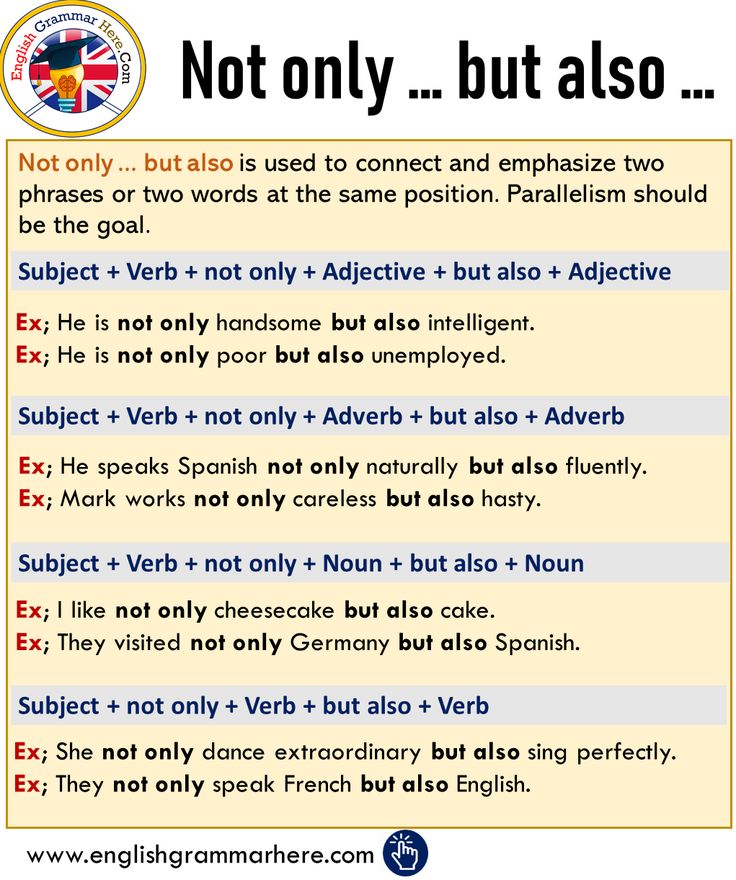 English Grammar Here.Com
Not only ... but also ...
Not only ... but also is used to connect and emphasize two
phrases or two words at the same position. Parallelism should
be the goal.
Subject + Verb + not only + Adjective + but also + Adjective
Ex; He is not only handsome but also intelligent.
Ex; He is not only poor but also unemployed.
Subject + Verb + not only + Adverb + but also + Adverb
Ex; He speaks Spanish not only naturally but also fluently.
Ex; Mark works not only careless but also hasty.
Subject + Verb + not only + Noun + but also + Noun
Ex; I like not only cheesecake but also cake.
Ex; They visited not only Germany but also Spanish.
Subject + not only + Verb + but also + Verb
Ex; She not only dance extraordinary but also sing perfectly.
Ex; They not only speak French but also English.
www.englishgrammarhere.com